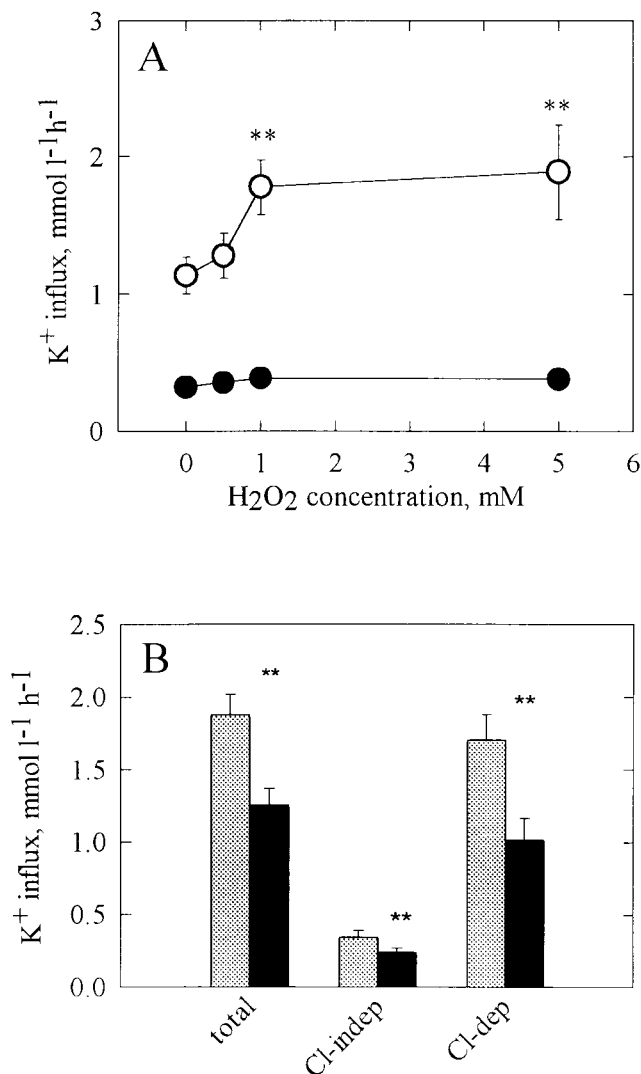 A
3
2
1
0
K+ influx, mmol l-1h-1
**
**
0 1 2 3 4 5 6
H2O2 concentration, mM
B
2.5
2.0
1.5
1.0
0.5
0.0
K+ influx, mmol l-1 h-1
**
**
**
total
Cl-indep
Cl-dep